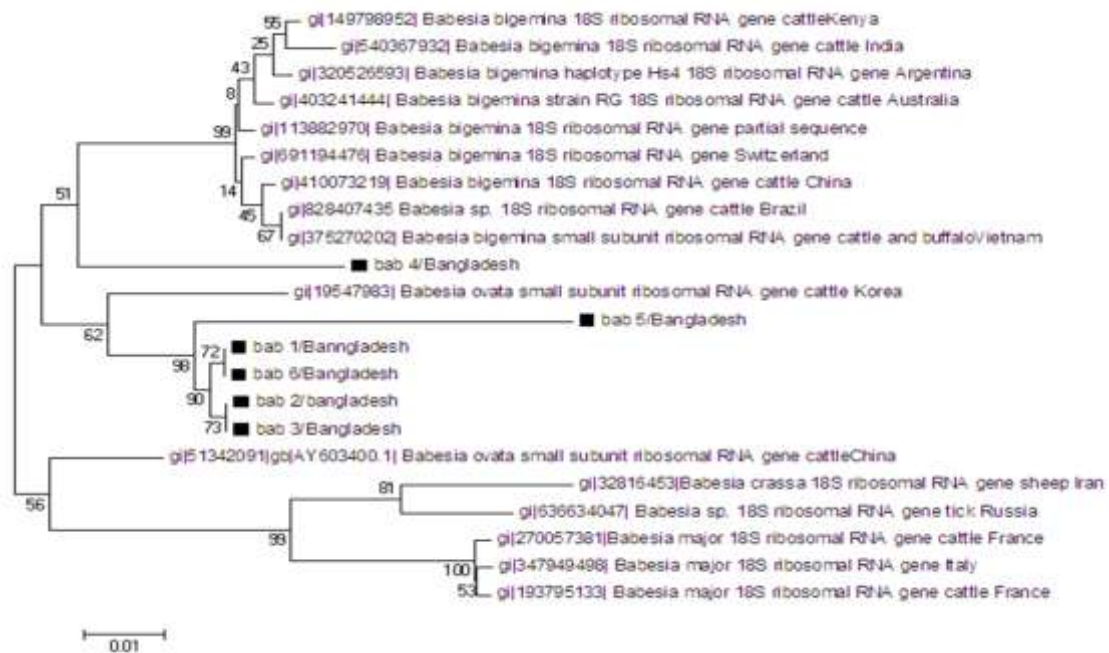 55 gi|149798952| Babesia bigemina 18S ribosomal RNA gene cattleKenya
25 gi|540367932| Babesia bigemina 18S ribosomal RNA gene cattle India
43 gi|320526593| Babesia bigemina haplotype Hs4 18S ribosomal RNA gene Argentina
8 gi|403241444| Babesia bigemina strain RG 18S ribosomal RNA gene cattle Australia
99 gi|113882970| Babesia bigemina 18S ribosomal RNA gene partial sequence
gi|691194476| Babesia bigemina 18S ribosomal RNA gene Switzerland
14 gi|410073219| Babesia bigemina 18S ribosomal RNA gene cattle China
51 45 gi|828407435 Babesia sp. 18S ribosomal RNA gene cattle Brazil
67 gi|375270202| Babesia bigemina small subunit ribosomal RNA gene cattle and buffaloVietnam
bab 4/Bangladesh
gi|19547983| Babesia ovata small subunit ribosomal RNA gene cattle Korea
62 bab 5/Bangladesh
72 bab 1/Banngladesh
98 bab 6/Bangladesh
90 bab 2/bangladesh
73 bab 3/Bangladesh
gi|51342091|gb|AY603400.1| Babesia ovata small subunit ribosomal RNA gene cattleChina
56 81 gi|32816453|Babesia crassa 18S ribosomal RNA gene sheep Iran
gi|636634047| Babesia sp. 18S ribosomal RNA gene tick Russia
99 gi|270057381|Babesia major 18S ribosomal RNA gene cattle France
100 gi|347949498| Babesia major 18S ribosomal RNA gene Italy
53 gi|193795133| Babesia major 18S ribosomal RNA gene cattle France
0.01